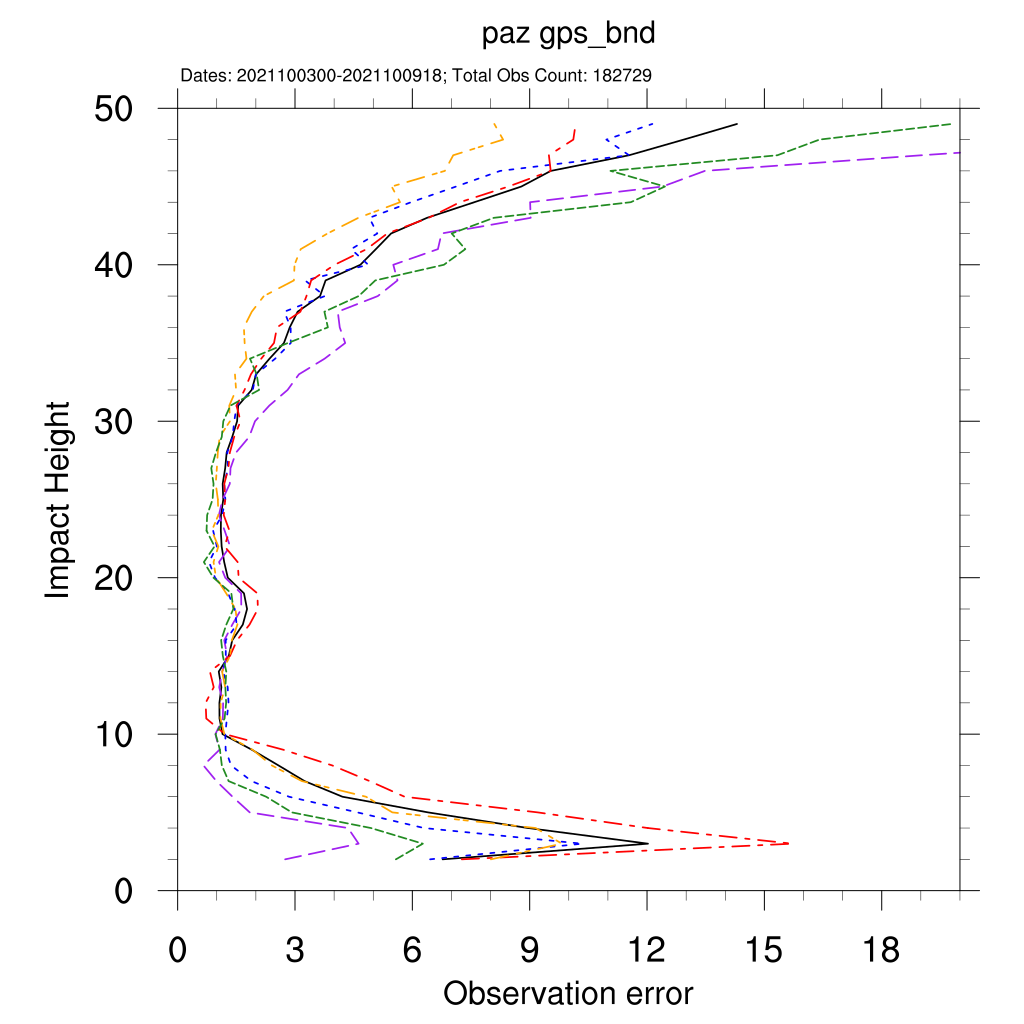 paz gps_bnd
Dates: 2021100300-2021100918; Total Obs Count: 182729
50
40
30
20
10
0
Impact Height
0 3 6 9 12 15 18
Observation error